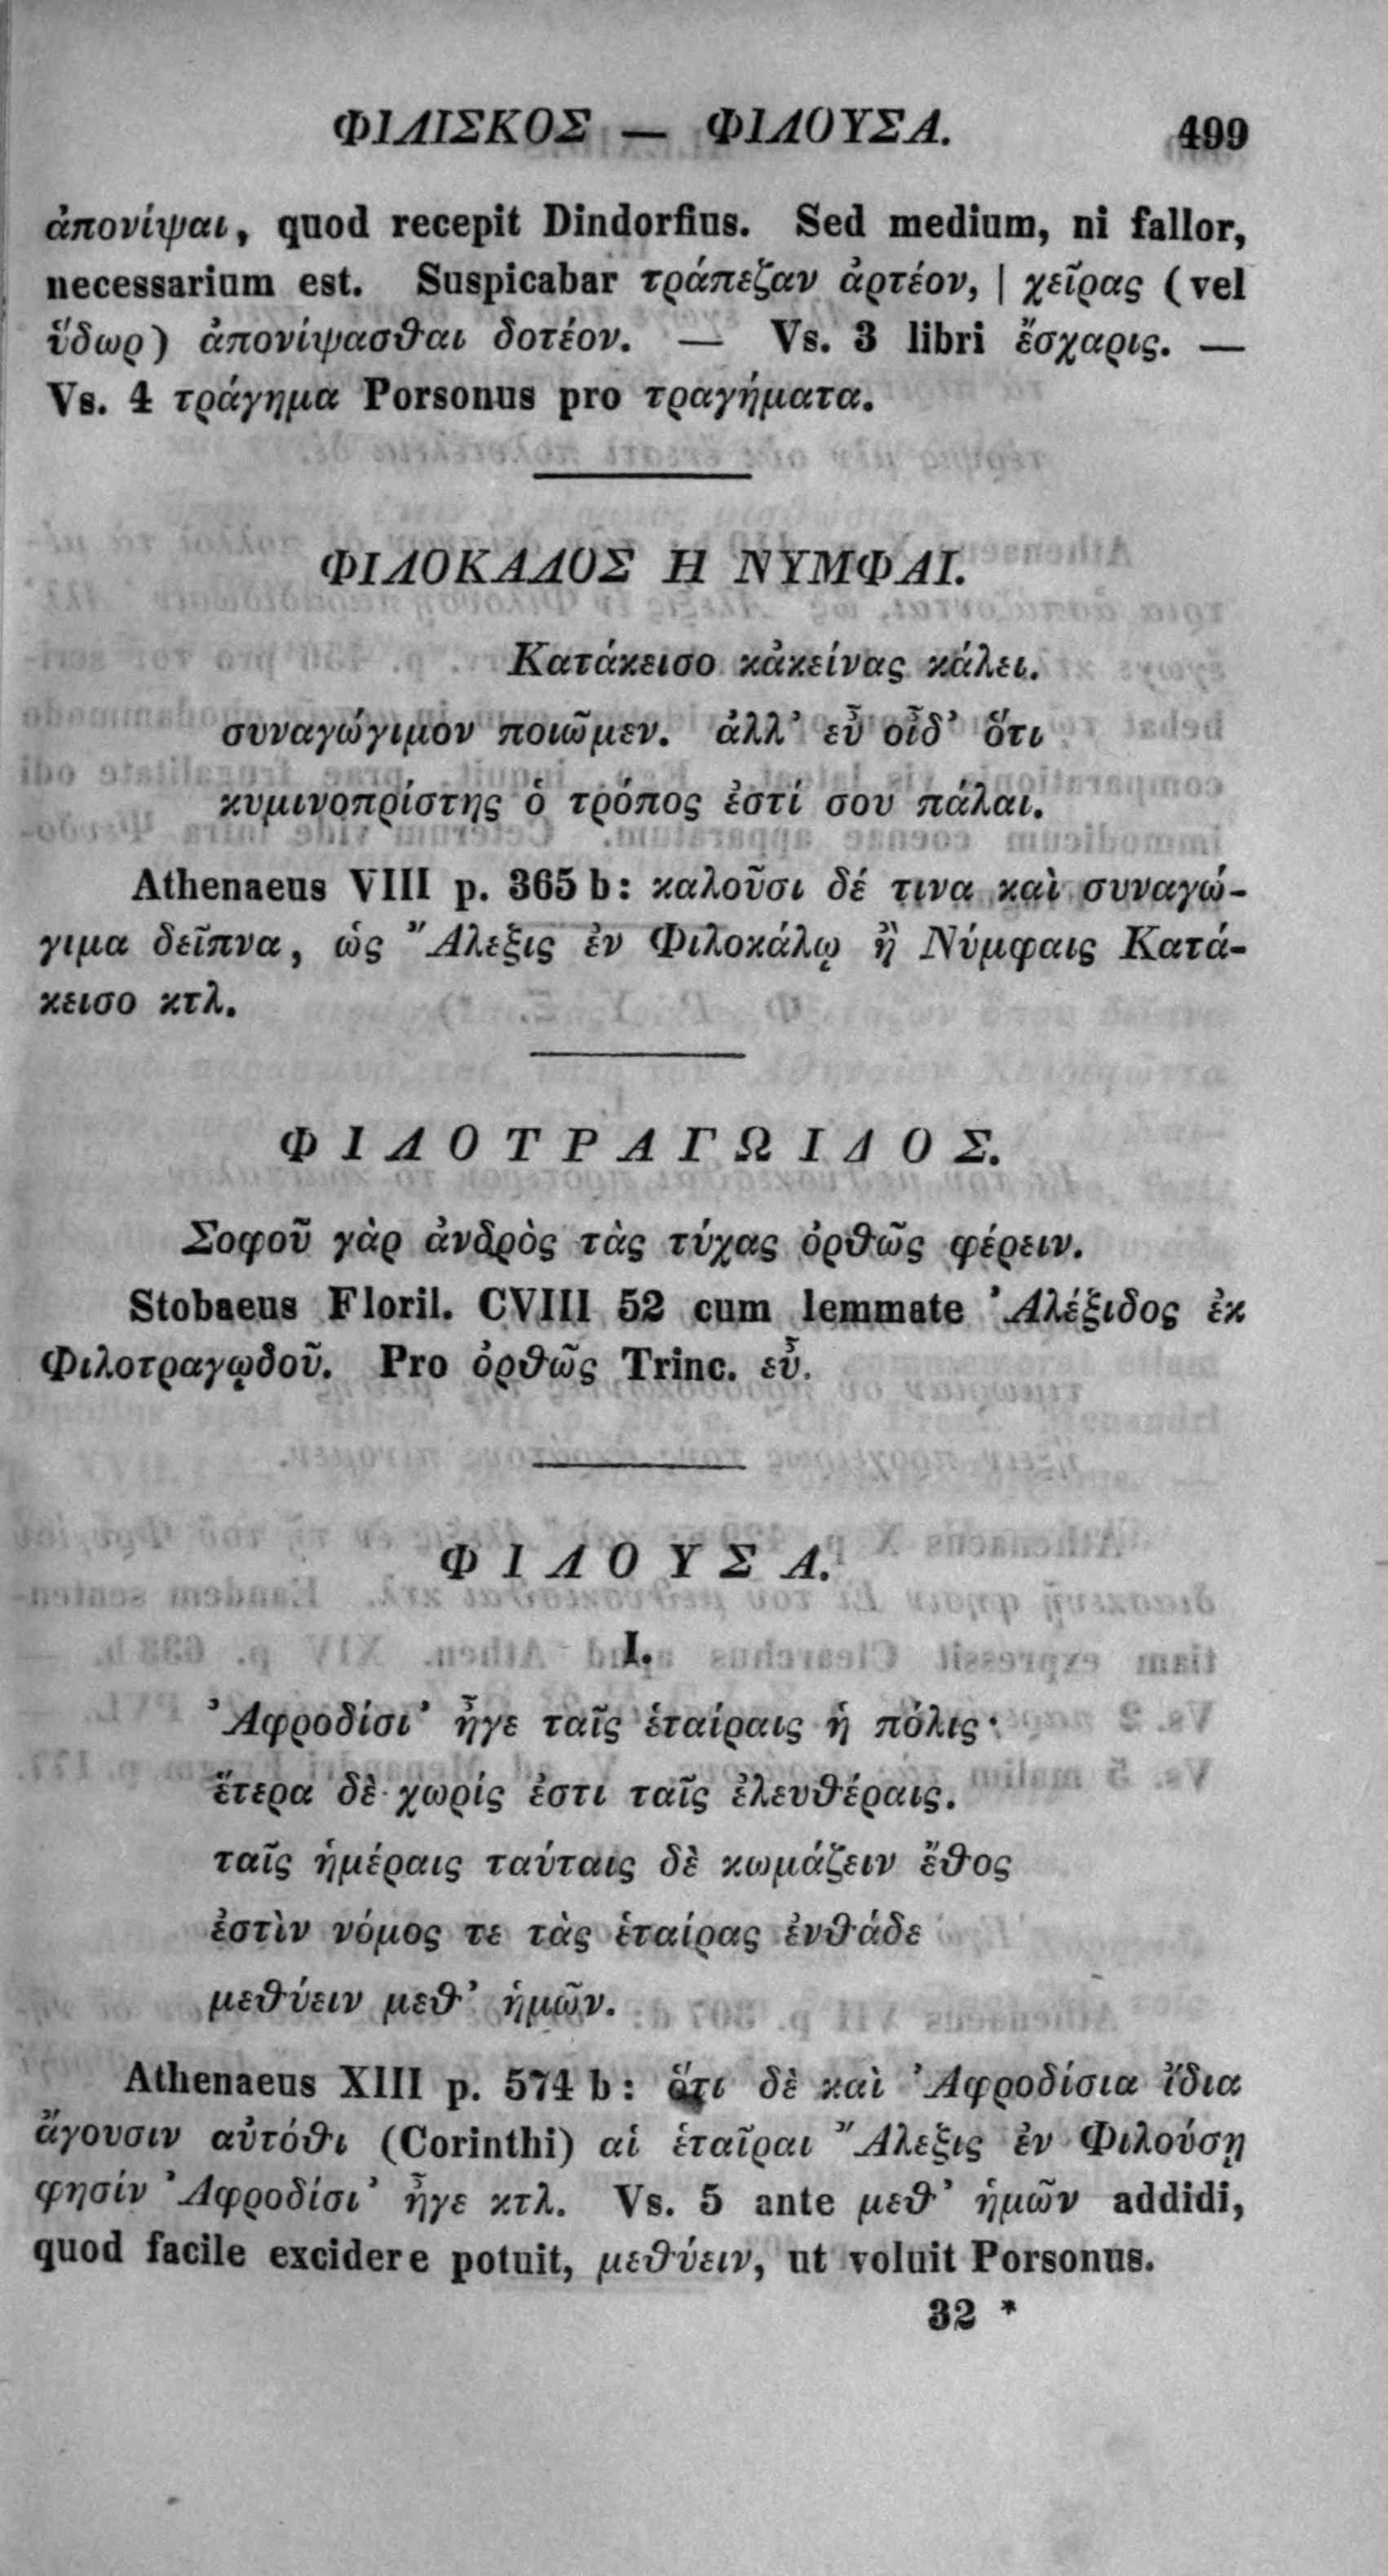 ΦΙΛΙΣΚΟΣ — ΦΙΛΟΥΣΑ. 499
ἀπονίψαι, quod recepit Dindorfius. Sed medium, ni fallor,
necessarium est. Suspicabar τράπεζαν ἀρτέον, | χεῖρας (vel
ὕδωρ) ἀπονίψασθαι δοτέον. — Vs. 3 libri ἔσχαρις. —
Vs. 4 τράγημα Porsonus pro τραγήματα.
ΦΙΛΟΚΑΛΟΣ Η ΝΥΜΦΑΙ.
Κατάκεισο κἀκείνας κάλει.
συναγώγιμον ποιῶμεν. ἀλλ’ εὖ οἶδ’ ὅτι
κυμινοπρίστης ὁ τρόπος ἐστί σου πάλαι.
Athenaeus VIII p. 365 b: καλοῦσι δέ τινα καὶ συναγώ-
γιμα δεῖπνα, ὡς Ἄλεξις ἐν Φιλοκάλῳ ἢ Νύμφαις Κατά-
κεισο κτλ.
ΦΙΛΟΤΡΑΓΩΙΔΟΣ.
Σοφοῦ γὰρ ἀνδρὸς τὰς τύχας ὀρθῶς φέρειν.
Stobaeus Floril. CVIII 52 cum lemmate Ἀλέξιδος ἐκ
Φιλοτραγῳδοῦ. Pro ὀρθῶς Trinc. εὖ.
ΦΙΛΟΥΣΑ.
I.
Ἀφροδίσι’ ἦγε ταῖς ἑταίραις ἡ πόλις·
ἕτερα δὲ χωρίς ἐστι ταῖς ἐλευθέραις.
ταῖς ἡμέραις ταύταις δὲ κωμάζειν ἔθος
ἐστὶν νόμος τε τὰς ἑταίρας ἐνθάδε
μεθύειν μεθ’ ἡμῶν.
Athenaeus XIII p. 574 b: ὅτι δὲ καὶ Ἀφροδίσια ἴδια
ἄγουσιν αὐτόθι (Corinthi) αἱ ἑταῖραι Ἄλεξις ἐν Φιλούσῃ
φησίν Ἀφροδίσι’ ἦγε κτλ. Vs. 5 ante μεθ’ ἡμῶν addidi,
quod facile excidere potuit, μεθύειν, ut voluit Porsonus.
32 *